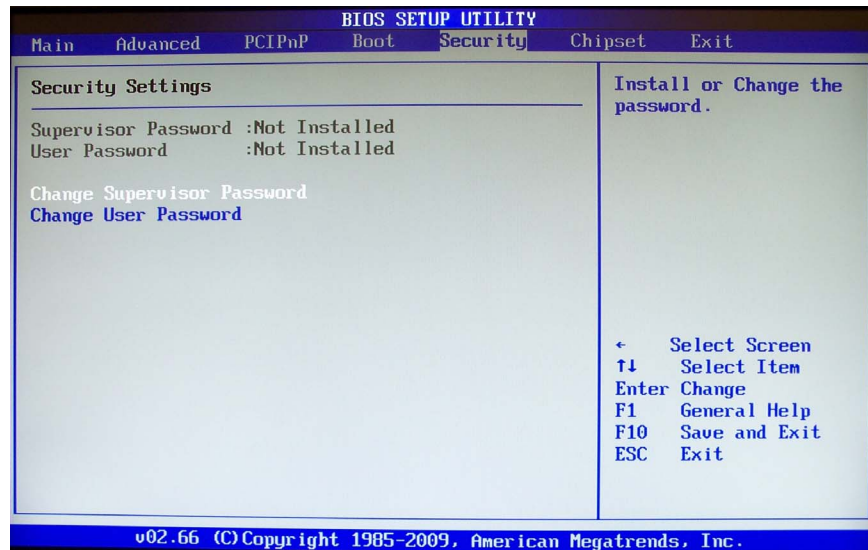 BIOS SETUP UTILITY
Main Advanced PCIPnP Boot Security Chipset Exit
Security Settings
Supervisor Password :Not Installed
User Password :Not Installed
Change Supervisor Password
Change User Password
Install or Change the
password.
← Select Screen
↑↓ Select Item
Enter Change
F1 General Help
F10 Save and Exit
ESC Exit
v02.66 (C)Copyright 1985-2009, American Megatrends, Inc.